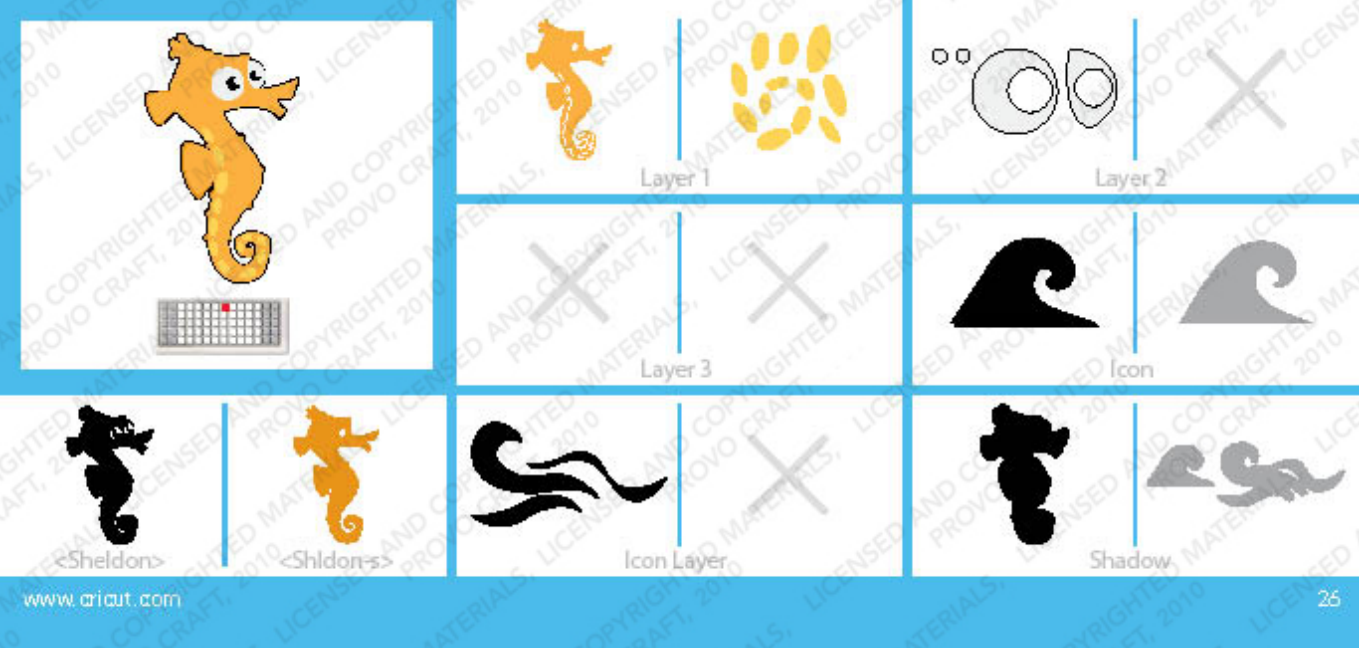 Layer 1
Layer 2
Layer 3
Icon
<Sheldon>
<Shldon-s>
Icon Layer
Shadow
www.cricut.com
26
LICENSED AND COPYRIGHTED MATERIALS,
PROVO CRAFT, 2010